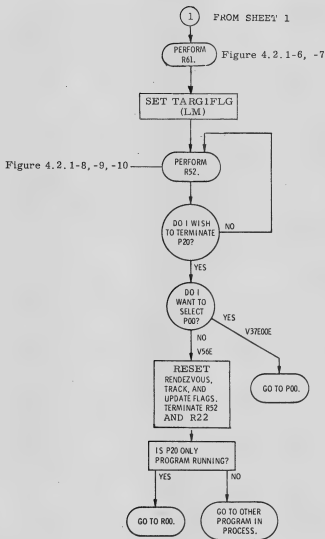 1 FROM SHEET 1
PERFORM
R61.
Figure 4.2.1-6, -7
SET TARG1FLG
(LM)
Figure 4.2.1-8, -9, -10
PERFORM
R52.
DO I WISH
TO TERMINATE
P20?
NO
YES
DO I
WANT TO
SELECT
P00?
YES
V37E00E
NO
V56E
GO TO P00.
RESET
RENDEZVOUS,
TRACK, AND
UPDATE FLAGS.
TERMINATE R52
AND R22
IS P20 ONLY
PROGRAM RUNNING?
YES
NO
GO TO R00.
GO TO OTHER
PROGRAM IN
PROCESS.